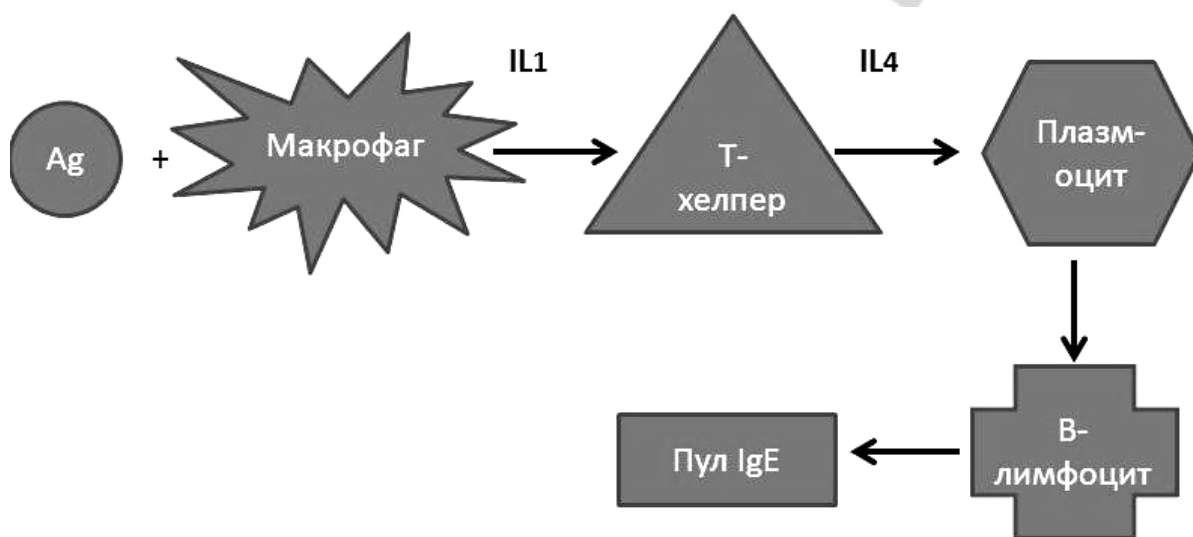 Ag
+
Макрофаг
IL1
Т-
хелпер
IL4
Плазм-
оцит
В-
лимфоцит
Пул IgE